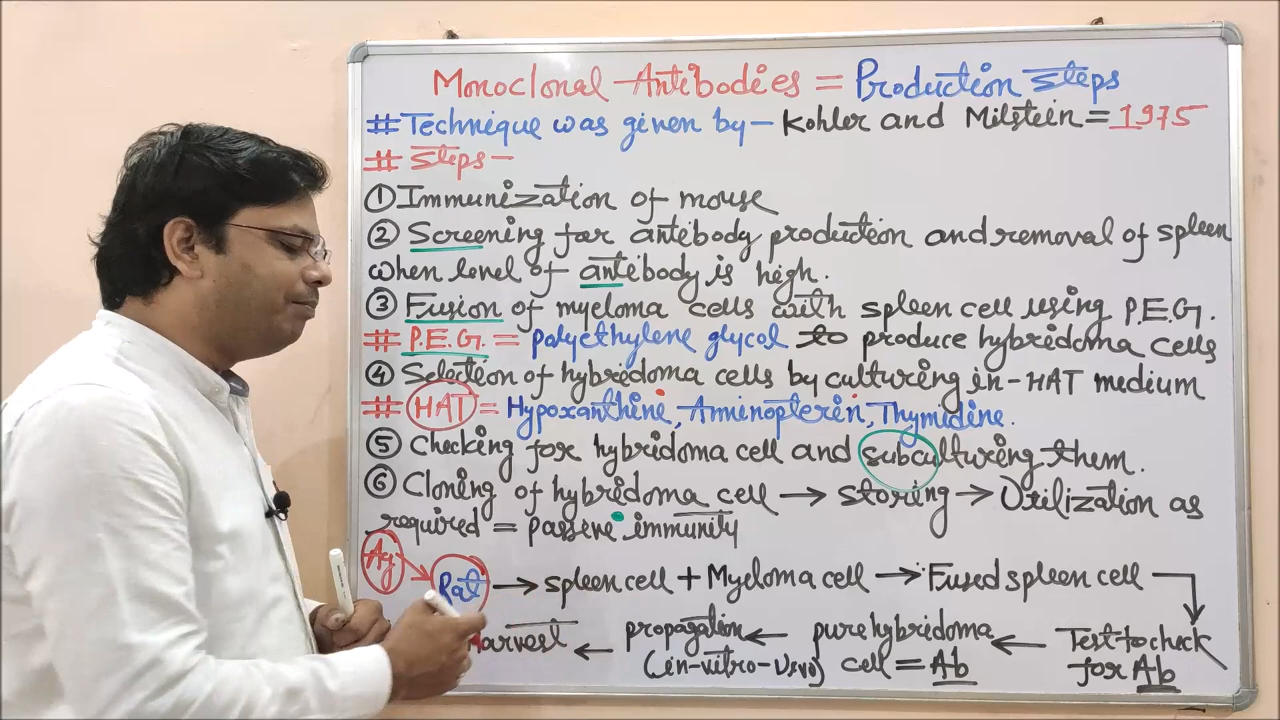 Monoclonal Antibodies = Production Steps
# Technique was given by - Kohler and Milstein = 1975
# Steps -
① Immunization of mouse
② Screening for antibody production and removal of spleen
when level of antibody is high.
③ Fusion of myeloma cells with spleen cell using P.E.G.
# P.E.G. = polyethylene glycol to produce hybridoma cells
④ Selection of hybridoma cells by culturing in - HAT medium
# HAT = Hypoxanthine, Aminopterin, Thymidine.
⑤ Checking for hybridoma cell and subculturing them.
⑥ Cloning of hybridoma cell → storing → Utilization as
required = passive immunity
Ag → Rat → spleen cell + Myeloma cell → Fused spleen cell
Harvest ← propagation ← pure hybridoma ← Test to check
(in-vitro-vivo) cell = Ab for Ab